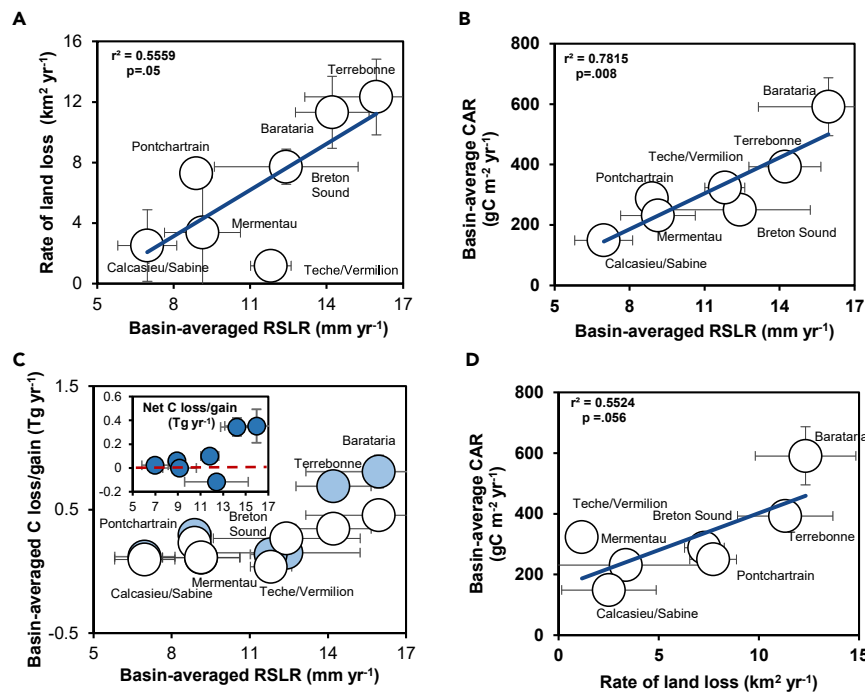 A
r² = 0.5559
p=.05
Rate of land loss (km² yr⁻¹)
16
12
8
4
0
5
8
11
14
17
Basin-averaged RSLR (mm yr⁻¹)
Terrebonne
Barataria
Pontchartrain
Breton
Sound
Mermentau
Calcasieu/Sabine
Teche/Vermilion
B
r² = 0.7815
p=.008
Basin-average CAR
(gC m⁻² yr⁻¹)
800
600
400
200
0
5
8
11
14
17
Basin-averaged RSLR (mm yr⁻¹)
Barataria
Terrebonne
Teche/Vermilion
Pontchartrain
Mermentau
Breton Sound
Calcasieu/Sabine
C
Basin-averaged C loss/gain (Tg yr⁻¹)
1.5
0.5
-0.5
5
8
11
14
17
Basin-averaged RSLR (mm yr⁻¹)
Net C loss/gain
(Tg yr⁻¹)
0.6
0.4
0.2
0
-0.2
5
7
9
11
13
15
17
Barataria
Terrebonne
Pontchartrain
Breton
Sound
Mermentau
Calcasieu/Sabine
Teche/Vermilion
D
r² = 0.5524
p =.056
Basin-average CAR
(gC m⁻² yr⁻¹)
800
600
400
200
0
0
5
10
15
Rate of land loss (km² yr⁻¹)
Barataria
Teche/Vermilion
Breton Sound
Mermentau
Terrebonne
Pontchartrain
Calcasieu/Sabine